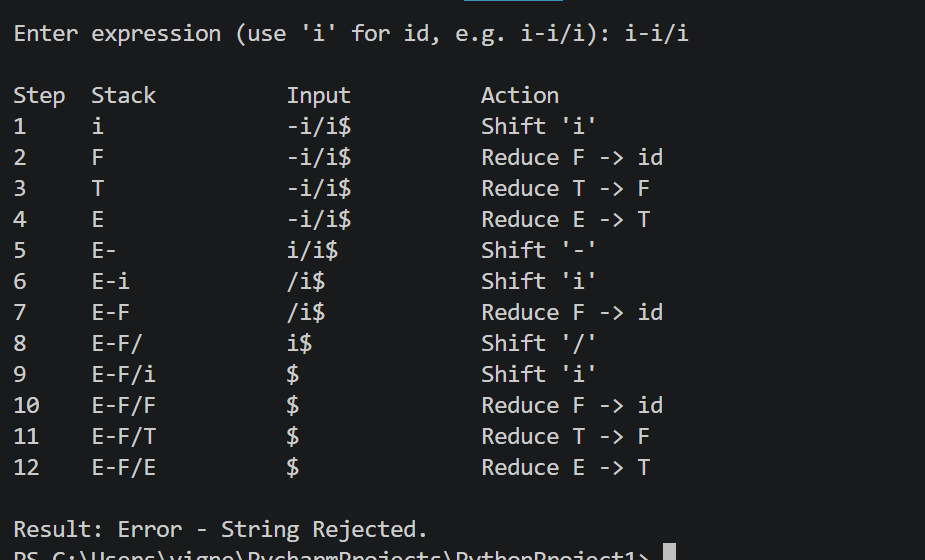 Enter expression (use 'i' for id, e.g. i-i/i): i-i/i
Step Stack Input Action
1 i -i/i$ Shift 'i'
2 F -i/i$ Reduce F -> id
3 T -i/i$ Reduce T -> F
4 E -i/i$ Reduce E -> T
5 E- i/i$ Shift '-'
6 E-i /i$ Shift 'i'
7 E-F /i$ Reduce F -> id
8 E-F/ i$ Shift '/'
9 E-F/i $ Shift 'i'
10 E-F/F $ Reduce F -> id
11 E-F/T $ Reduce T -> F
12 E-F/E $ Reduce E -> T
Result: Error - String Rejected.
PS C:\Users\vigne\PycharmProjects\PythonProject1>